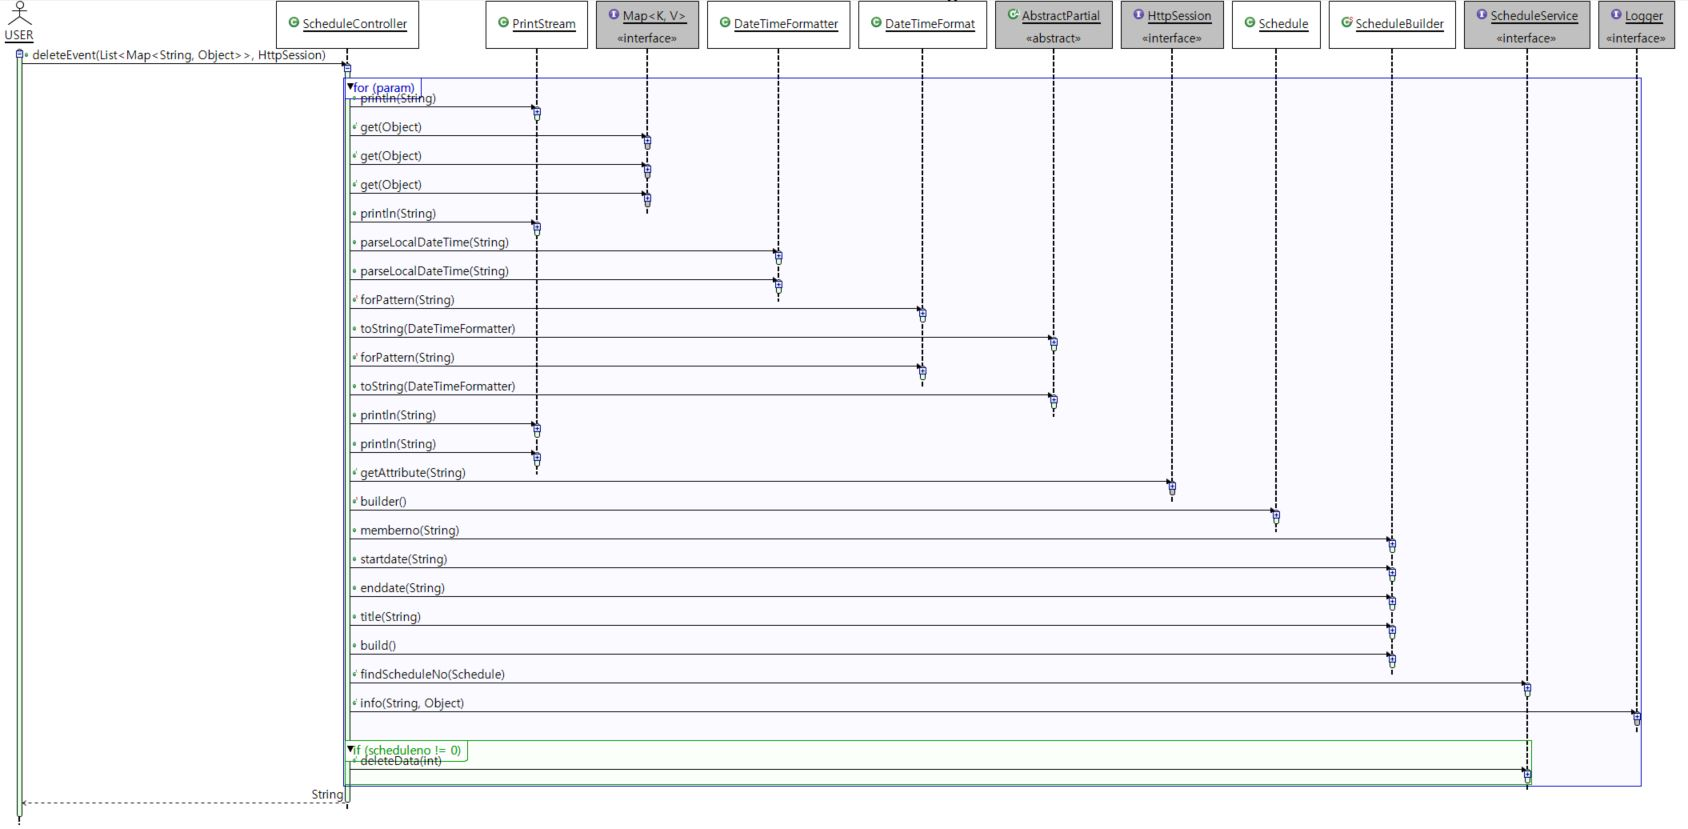 USER
ScheduleController
PrintStream
Map<K, V>
«interface»
DateTimeFormatter
DateTimeFormat
AbstractPartial
«abstract»
HttpSession
«interface»
Schedule
ScheduleBuilder
ScheduleService
«interface»
Logger
«interface»
deleteEvent(List<Map<String, Object>>, HttpSession)
for (param)
println(String)
get(Object)
get(Object)
get(Object)
println(String)
parseLocalDateTime(String)
parseLocalDateTime(String)
forPattern(String)
toString(DateTimeFormatter)
forPattern(String)
toString(DateTimeFormatter)
println(String)
println(String)
getAttribute(String)
builder()
memberno(String)
startdate(String)
enddate(String)
title(String)
build()
findScheduleNo(Schedule)
info(String, Object)
if (scheduleno != 0)
deleteData(int)
String